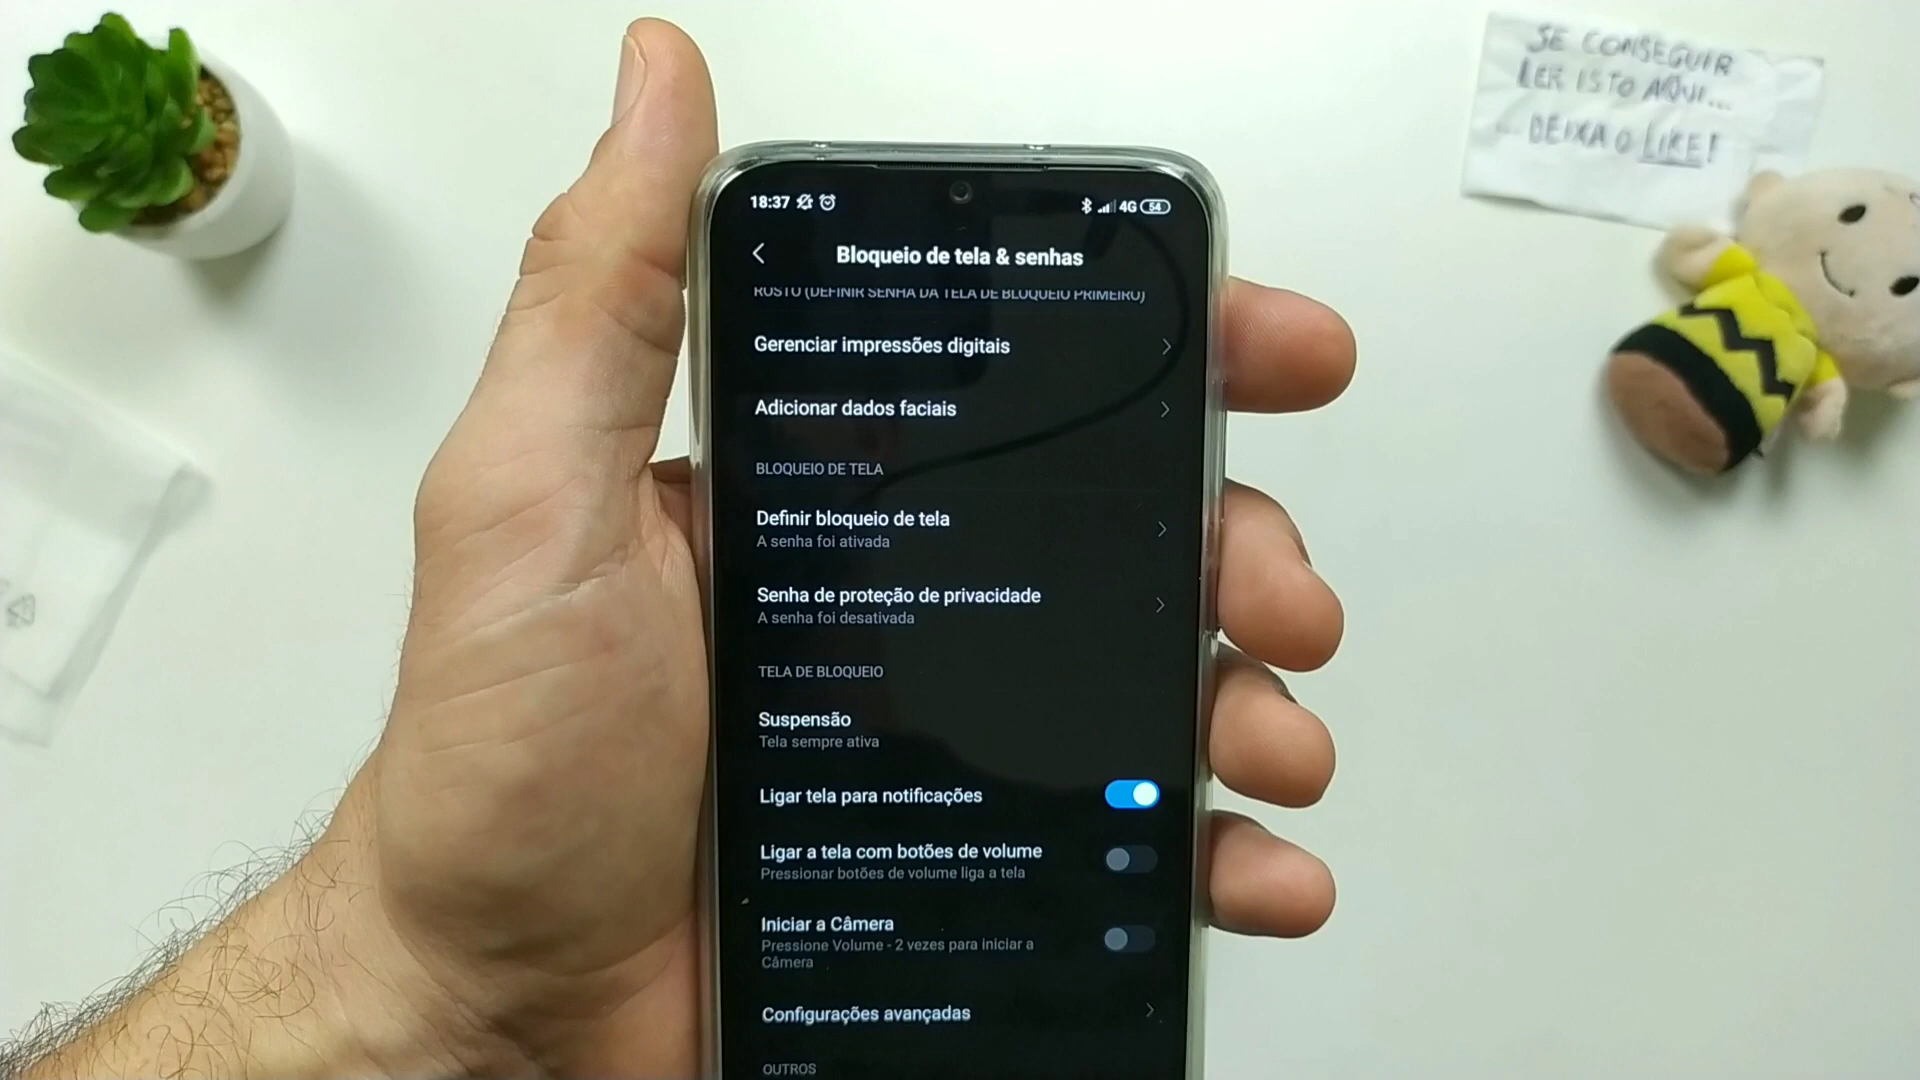 SE CONSEGUIR
LER ISTO AQUI...
... DEIXA O LIKE!
18:37
4G 54
Bloqueio de tela & senhas
ROSTO (DEFINIR SENHA DA TELA DE BLOQUEIO PRIMEIRO)
Gerenciar impressões digitais
Adicionar dados faciais
BLOQUEIO DE TELA
Definir bloqueio de tela
A senha foi ativada
Senha de proteção de privacidade
A senha foi desativada
TELA DE BLOQUEIO
Suspensão
Tela sempre ativa
Ligar tela para notificações
Ligar a tela com botões de volume
Pressionar botões de volume liga a tela
Iniciar a Câmera
Pressione Volume - 2 vezes para iniciar a
Câmera
Configurações avançadas
OUTROS